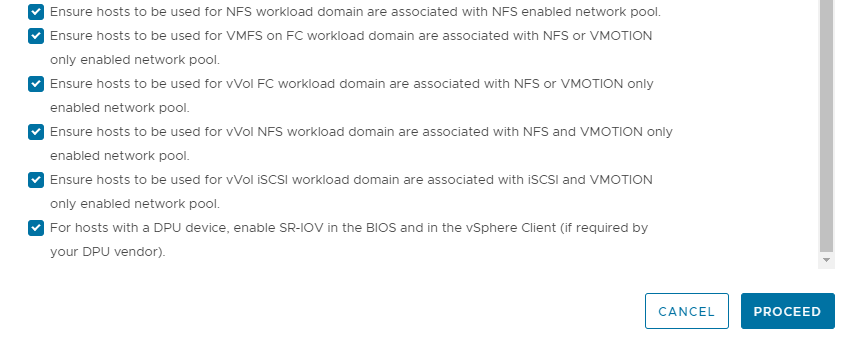 Ensure hosts to be used for NFS workload domain are associated with NFS enabled network pool.
Ensure hosts to be used for VMFS on FC workload domain are associated with NFS or VMOTION
only enabled network pool.
Ensure hosts to be used for vVol FC workload domain are associated with NFS or VMOTION only
enabled network pool.
Ensure hosts to be used for vVol NFS workload domain are associated with NFS and VMOTION only
enabled network pool.
Ensure hosts to be used for vVol iSCSI workload domain are associated with iSCSI and VMOTION
only enabled network pool.
For hosts with a DPU device, enable SR-IOV in the BIOS and in the vSphere Client (if required by
your DPU vendor).
CANCEL
PROCEED